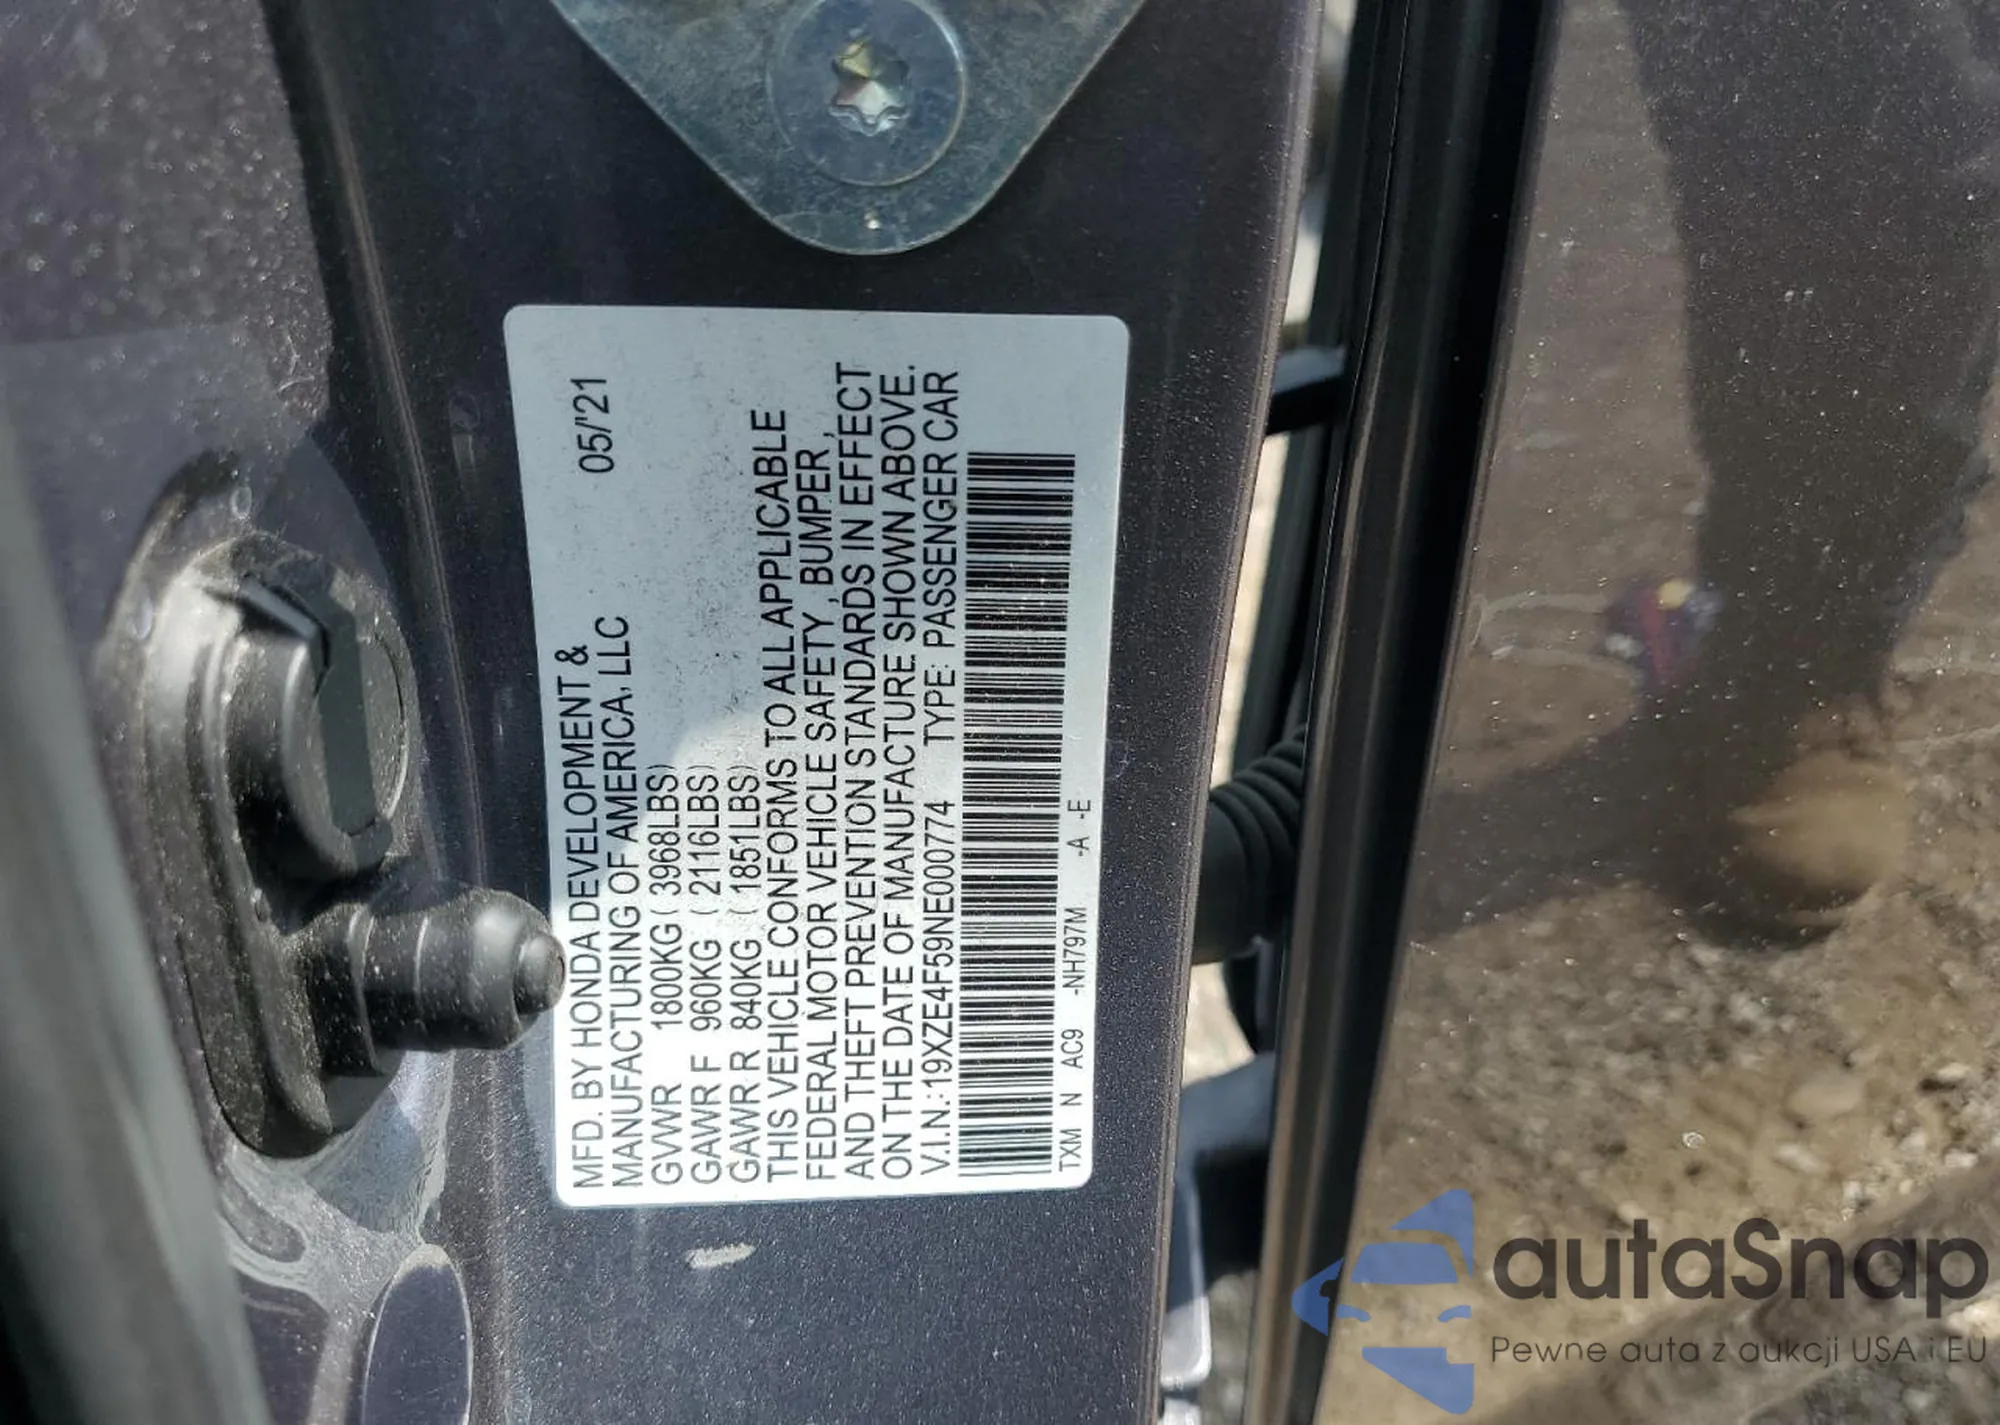 MFD. BY HONDA DEVELOPMENT &
MANUFACTURING OF AMERICA, LLC 05/'21
GVWR 1800KG ( 3968LBS)
GAWR F 960KG ( 2116LBS)
GAWR R 840KG ( 1851LBS)
THIS VEHICLE CONFORMS TO ALL APPLICABLE
FEDERAL MOTOR VEHICLE SAFETY, BUMPER,
AND THEFT PREVENTION STANDARDS IN EFFECT
ON THE DATE OF MANUFACTURE SHOWN ABOVE.
V.I.N.:19XZE4F59NE000774 TYPE: PASSENGER CAR
TXM N AC9 -NH797M -A -E
autaSnap
Pewne auta z aukcji USA i EU